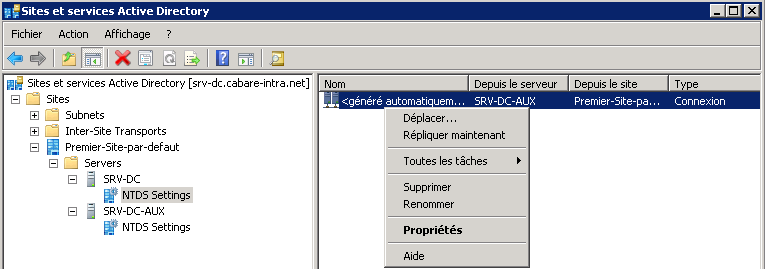 Sites et services Active Directory
Fichier Action Affichage ?
Sites et services Active Directory [srv-dc.cabare-intra.net]
Sites
Subnets
Inter-Site Transports
Premier-Site-par-defaut
Servers
SRV-DC
NTDS Settings
SRV-DC-AUX
NTDS Settings
Nom Depuis le serveur Depuis le site Type
<généré automatiquem... SRV-DC-AUX Premier-Site-pa... Connexion
Déplacer...
Répliquer maintenant
Toutes les tâches
Supprimer
Renommer
Propriétés
Aide